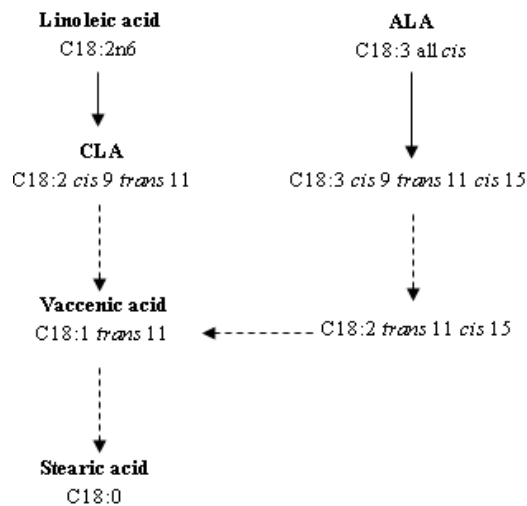 Linoleic acid
C18:2n6
ALA
C18:3 all cis
CLA
C18:2 cis 9 trans 11
C18:3 cis 9 trans 11 cis 15
Vaccenic acid
C18:1 trans 11
C18:2 trans 11 cis 15
Stearic acid
C18:0